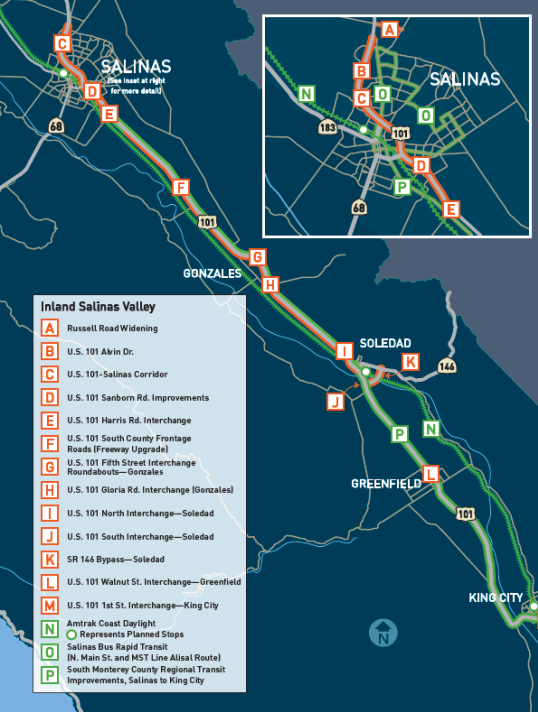 C
SALINAS
(See inset at right
for more detail)
D
E
68
F
101
G
GONZALES
H
A
B
C
N
O
SALINAS
O
183
101
D
P
68
E
I
SOLEDAD
K
146
J
P
N
L
GREENFIELD
101
KING CITY
N
Inland Salinas Valley
A Russell Road Widening
B U.S. 101 Alvin Dr.
C U.S. 101-Salinas Corridor
D U.S. 101 Sanborn Rd. Improvements
E U.S. 101 Harris Rd. Interchange
F U.S. 101 South County Frontage
Roads (Freeway Upgrade)
G U.S. 101 Fifth Street Interchange
Roundabouts—Gonzales
H U.S. 101 Gloria Rd. Interchange (Gonzales)
I U.S. 101 North Interchange—Soledad
J U.S. 101 South Interchange—Soledad
K SR 146 Bypass—Soledad
L U.S. 101 Walnut St. Interchange—Greenfield
M U.S. 101 1st St. Interchange—King City
N Amtrak Coast Daylight
Represents Planned Stops
O Salinas Bus Rapid Transit
(N. Main St. and MST Line Alisal Route)
P South Monterey County Regional Transit
Improvements, Salinas to King City